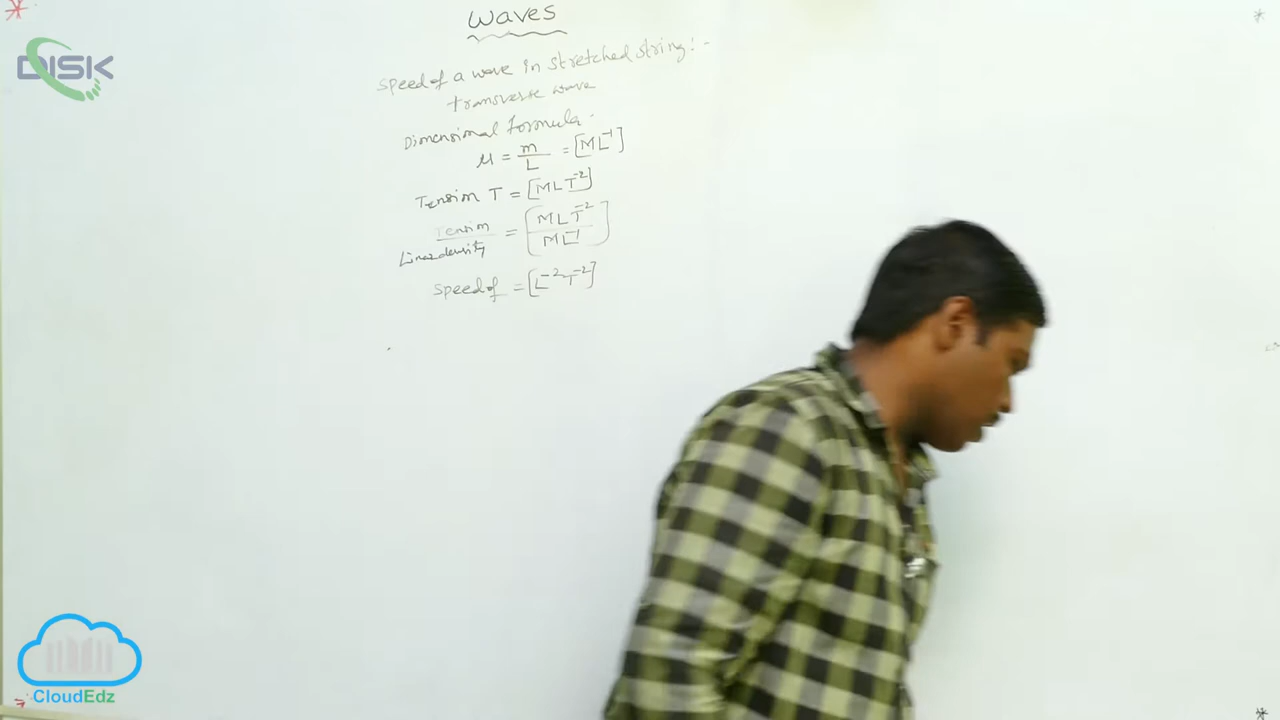 waves
DISK
speed of a wave in stretched string:-
transverse wave
Dimensional formula-
μ = m/L = [ML⁻¹]
Tension T = [MLT⁻²]
Tension/Linear density = [MLT⁻²/ML⁻¹]
speed of = [L⁻²T⁻²]
CloudEdz